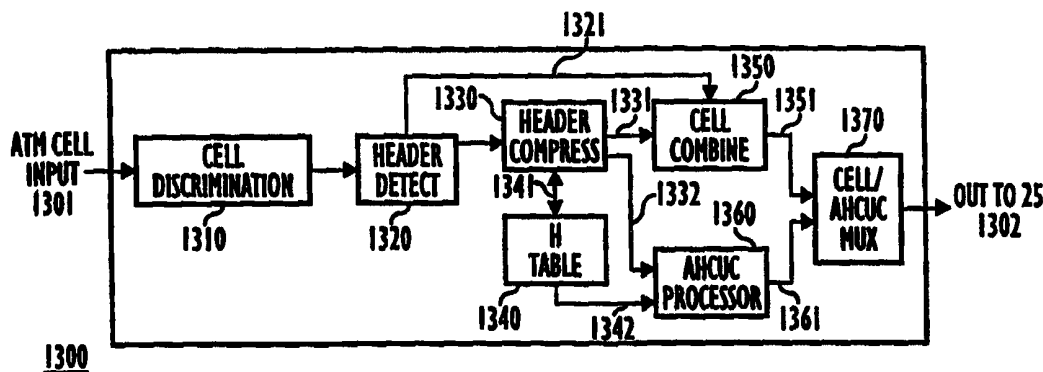 1321
1350
1330
1331
1351
1370
ATM CELL
INPUT
1301
CELL
DISCRIMINATION
1310
HEADER
DETECT
1320
HEADER
COMPRESS
CELL
COMBINE
1341
1332
1360
CELL/
AHCUC
MUX
OUT TO 25
1302
H
TABLE
1340
1342
AHCUC
PROCESSOR
1361
1300